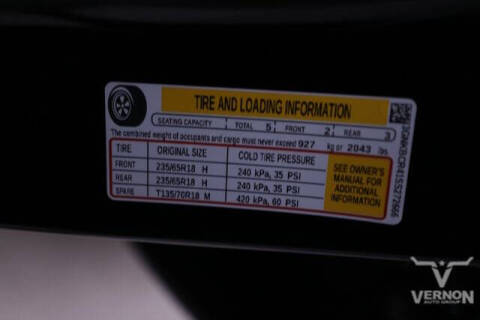 TIRE AND LOADING INFORMATION
SEATING CAPACITY TOTAL 5 FRONT 2 REAR 3
The combined weight of occupants and cargo must never exceed 927 kg or 2043 lbs.
TIRE ORIGINAL SIZE COLD TIRE PRESSURE
FRONT 235/65R18 H 240 kPa, 35 PSI
REAR 235/65R18 H 240 kPa, 35 PSI
SPARE T135/70R18 M 420 kPa, 60 PSI
SEE OWNER'S
MANUAL FOR
ADDITIONAL
INFORMATION
VERNON
AUTO GROUP